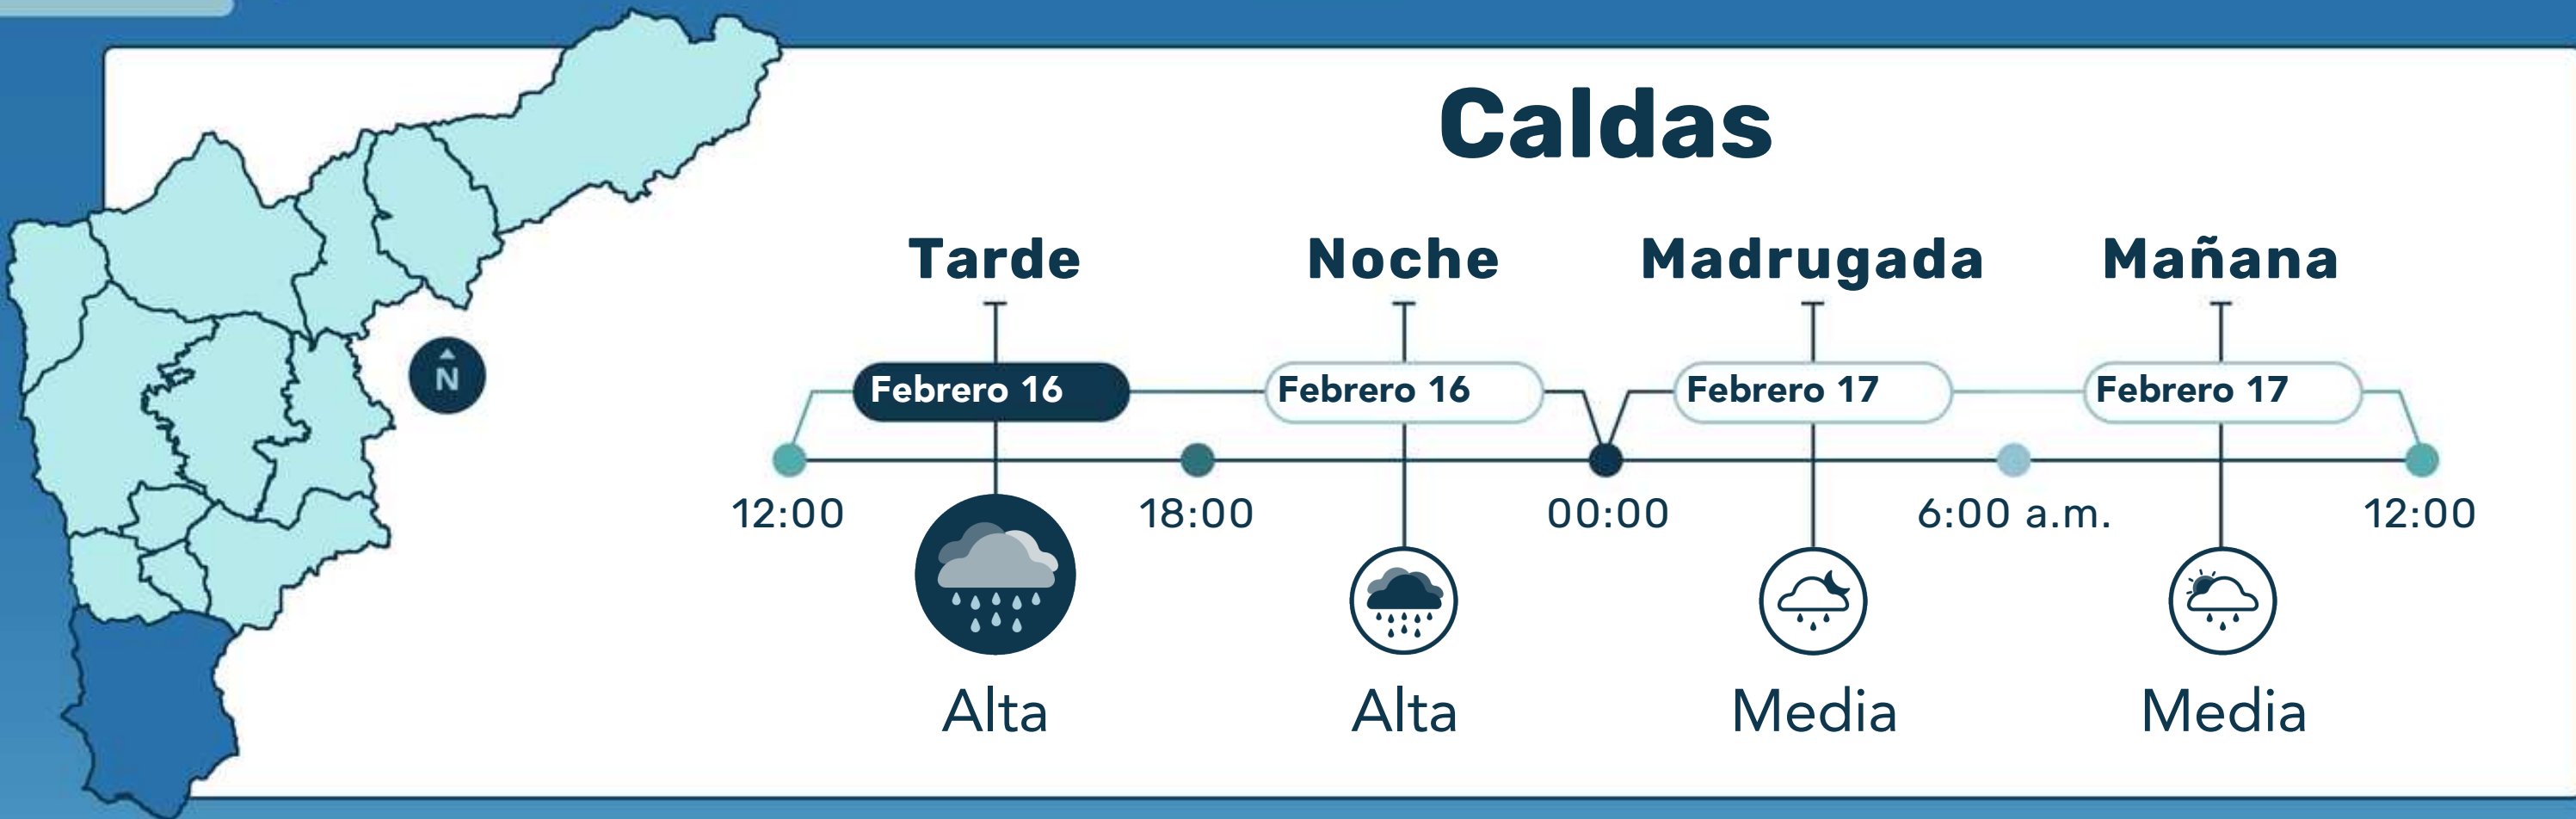 Caldas
Tarde Noche Madrugada Mañana
Febrero 16 Febrero 16 Febrero 17 Febrero 17
N
12:00 18:00 00:00 6:00 a.m. 12:00
Alta Alta Media Media